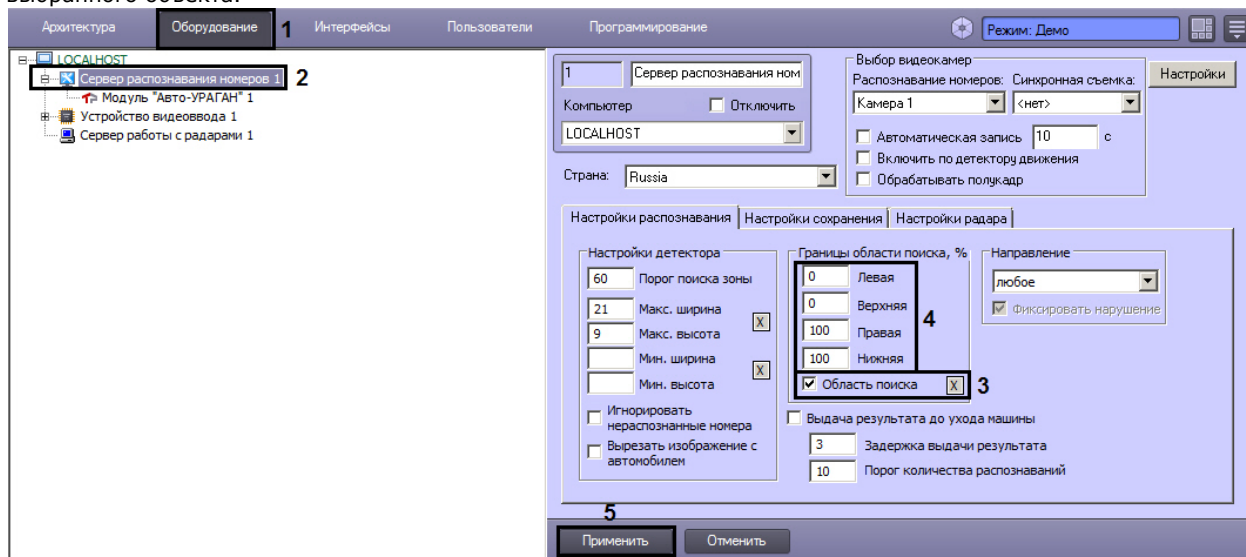 выбранного объекта.
Архитектура Оборудование 1 Интерфейсы Пользователи Программирование Режим: Демо
LOCALHOST
Сервер распознавания номеров 1 2
Модуль "Авто-УРАГАН" 1
Устройство видеоввода 1
Сервер работы с радарами 1
1 Сервер распознавания ном
Компьютер Отключить
LOCALHOST
Страна: Russia
Выбор видеокамер
Распознавание номеров: Синхронная съемка:
Камера 1 <нет>
Автоматическая запись 10 с
Включить по детектору движения
Обрабатывать полукадр
Настройки
Настройки распознавания Настройки сохранения Настройки радара
Настройки детектора
60 Порог поиска зоны
21 Макс. ширина
X
9 Макс. высота
Мин. ширина
X
Мин. высота
Игнорировать
нераспознанные номера
Вырезать изображение с
автомобилем
Границы области поиска, %
0 Левая
0 Верхняя
4
100 Правая
100 Нижняя
Область поиска X 3
Направление
любое
Фиксировать нарушение
Выдача результата до ухода машины
3 Задержка выдачи результата
10 Порог количества распознаваний
5
Применить Отменить